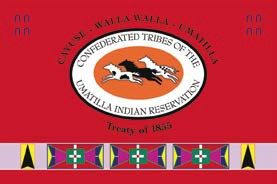 CAYUSE - WALLA WALLA - UMATILLA
CONFEDERATED TRIBES OF THE
UMATILLA INDIAN RESERVATION
Treaty of 1855